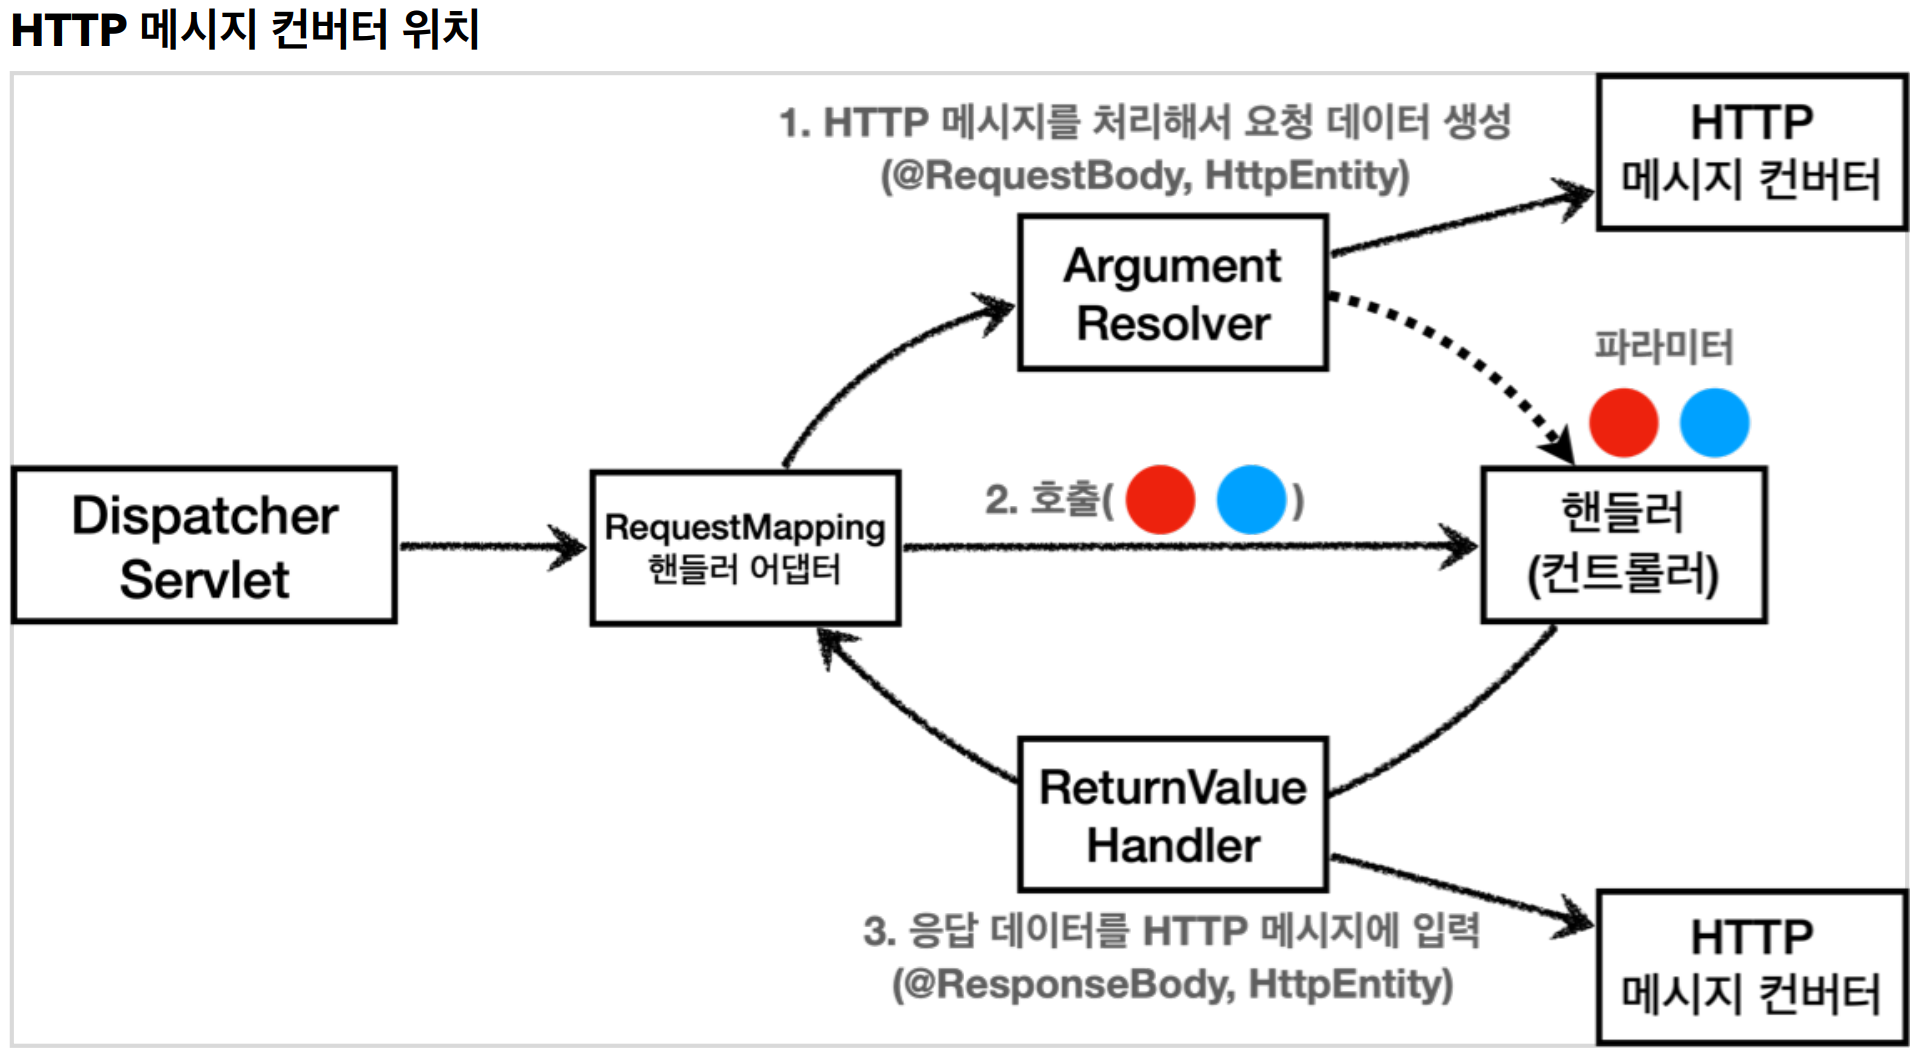 HTTP 메시지 컨버터 위치
1. HTTP 메시지를 처리해서 요청 데이터 생성
(@RequestBody, HttpEntity)
HTTP
메시지 컨버터
Argument
Resolver
파라미터
Dispatcher
Servlet
RequestMapping
핸들러 어댑터
2. 호출( )
핸들러
(컨트롤러)
ReturnValue
Handler
3. 응답 데이터를 HTTP 메시지에 입력
(@ResponseBody, HttpEntity)
HTTP
메시지 컨버터